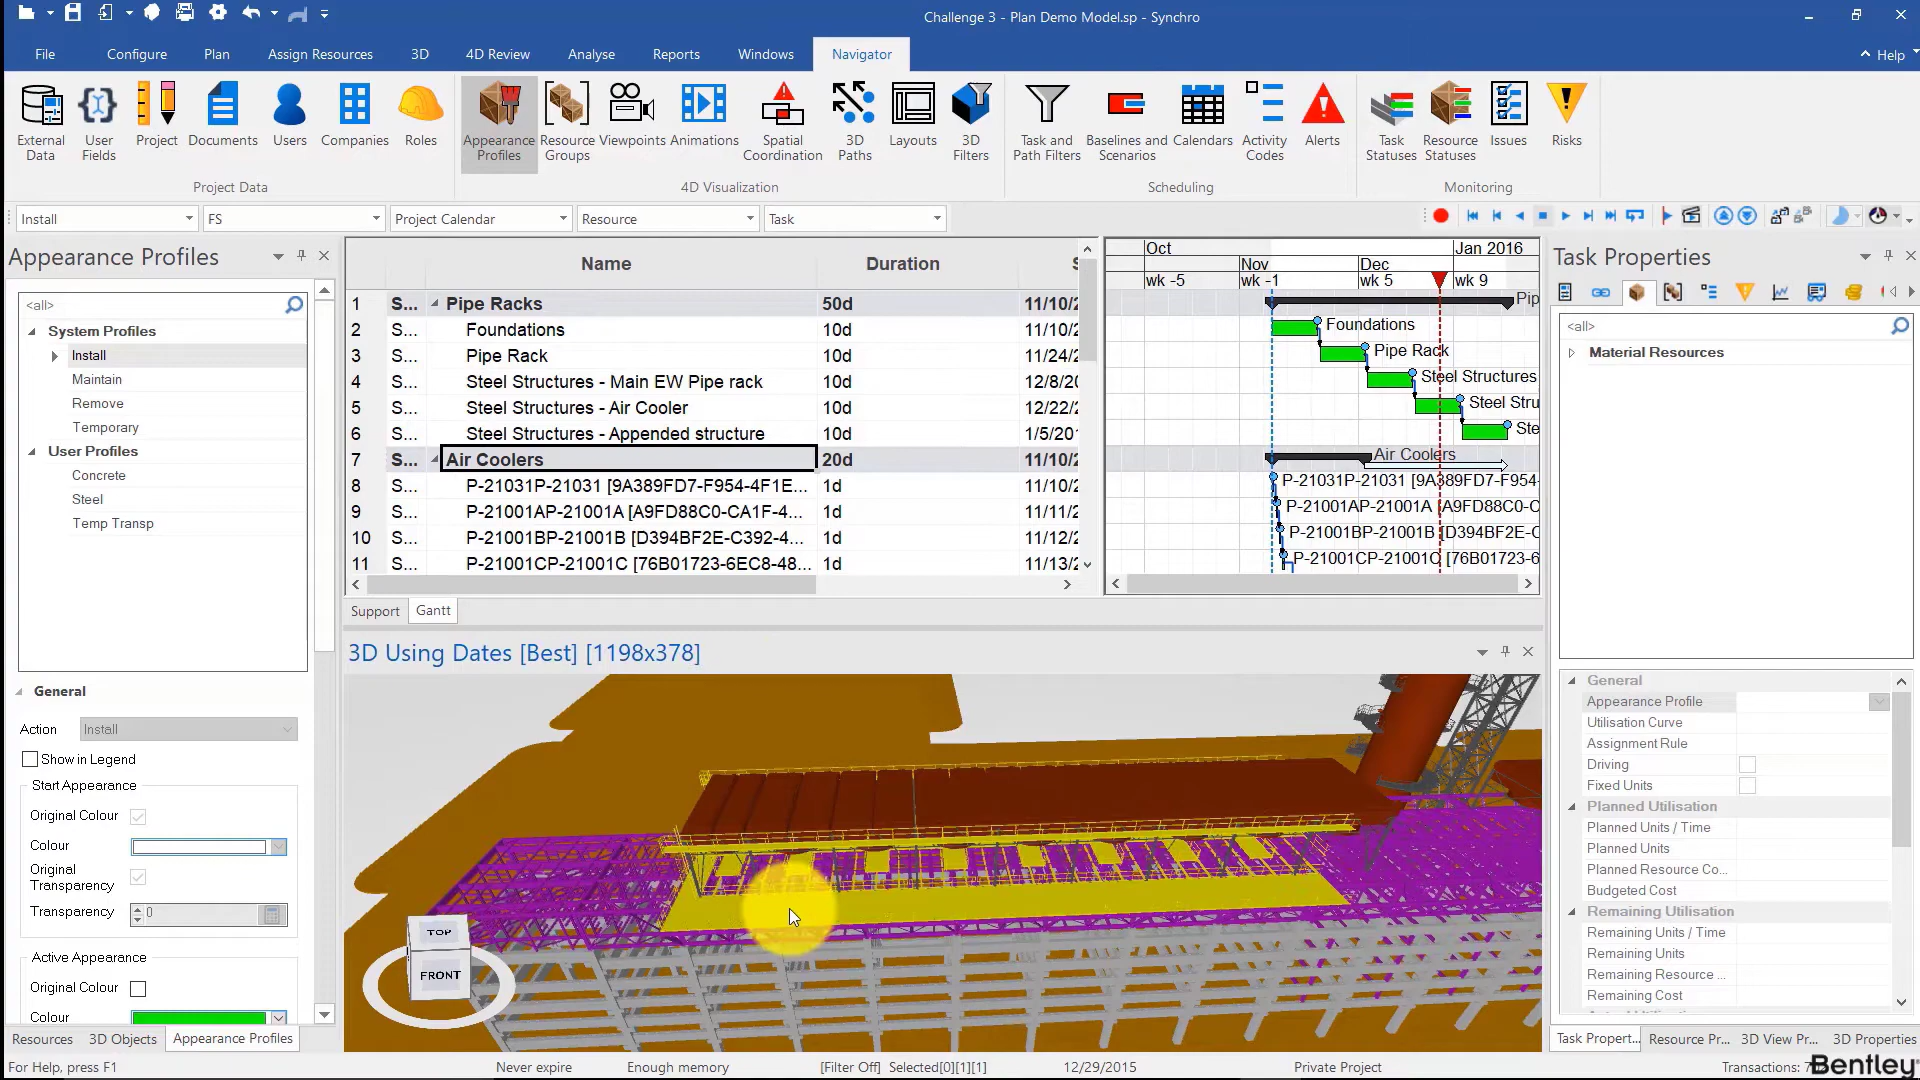 Challenge 3 - Plan Demo Model.sp - Synchro
File Configure Plan Assign Resources 3D 4D Review Analyse Reports Windows Navigator Help
External Data
User Fields
Project
Documents
Users
Companies
Roles
Appearance Profiles
Resource Groups
Viewpoints
Animations
Spatial Coordination
3D Paths
Layouts
3D Filters
Task and Path Filters
Baselines and Scenarios
Calendars
Activity Codes
Alerts
Task Statuses
Resource Statuses
Issues
Risks
Project Data 4D Visualization Scheduling Monitoring
Install FS Project Calendar Resource Task
Appearance Profiles
<all>
System Profiles
Install
Maintain
Remove
Temporary
User Profiles
Concrete
Steel
Temp Transp
General
Action Install
Show in Legend
Start Appearance
Original Colour
Colour
Original Transparency
Transparency 0
Active Appearance
Original Colour
Colour
Resources 3D Objects Appearance Profiles
Name Duration S
1 S... Pipe Racks 50d 11/10/2
2 S... Foundations 10d 11/10/2
3 S... Pipe Rack 10d 11/24/2
4 S... Steel Structures - Main EW Pipe rack 10d 12/8/20
5 S... Steel Structures - Air Cooler 10d 12/22/2
6 S... Steel Structures - Appended structure 10d 1/5/201
7 S... Air Coolers 20d 11/10/2
8 S... P-21031P-21031 [9A389FD7-F954-4F1E... 1d 11/10/2
9 S... P-21001AP-21001A [A9FD88C0-CA1F-4... 1d 11/11/2
10 S... P-21001BP-21001B [D394BF2E-C392-4... 1d 11/12/2
11 S... P-21001CP-21001C [76B01723-6EC8-48... 1d 11/13/2
Support Gantt
Oct Jan 2016
Nov Dec
wk -5 wk -1 wk 5 wk 9
Pip
Foundations
Pipe Rack
Steel Structures
Steel Stru
Ste
Air Coolers
P-21031P-21031 [9A389FD7-F954-
P-21001AP-21001A [A9FD88C0-C
P-21001BP-21001B [D394BF2E-
P-21001CP-21001C [76B01723-
3D Using Dates [Best] [1198x378]
TOP
FRONT
Task Properties
<all>
Material Resources
General
Appearance Profile
Utilisation Curve
Assignment Rule
Driving
Fixed Units
Planned Utilisation
Planned Units / Time
Planned Units
Planned Resource Co...
Budgeted Cost
Remaining Utilisation
Remaining Units / Time
Remaining Units
Remaining Resource ...
Remaining Cost
Task Propert... Resource Pr... 3D View Pr... 3D Properties
For Help, press F1 Never expire Enough memory [Filter Off] Selected[0][1][1] 12/29/2015 Private Project Transactions:
Bentley